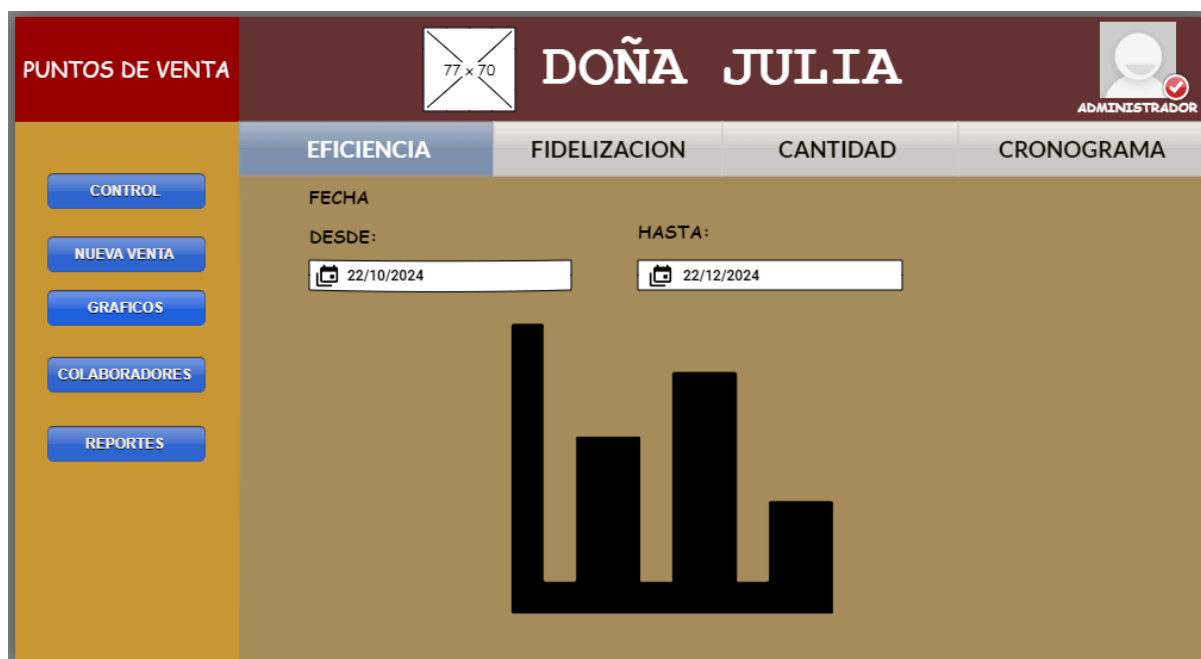 PUNTOS DE VENTA
77 x 70
DOÑA JULIA
ADMINISTRADOR
EFICIENCIA
FIDELIZACION
CANTIDAD
CRONOGRAMA
CONTROL
NUEVA VENTA
GRAFICOS
COLABORADORES
REPORTES
FECHA
DESDE:
HASTA:
22/10/2024
22/12/2024